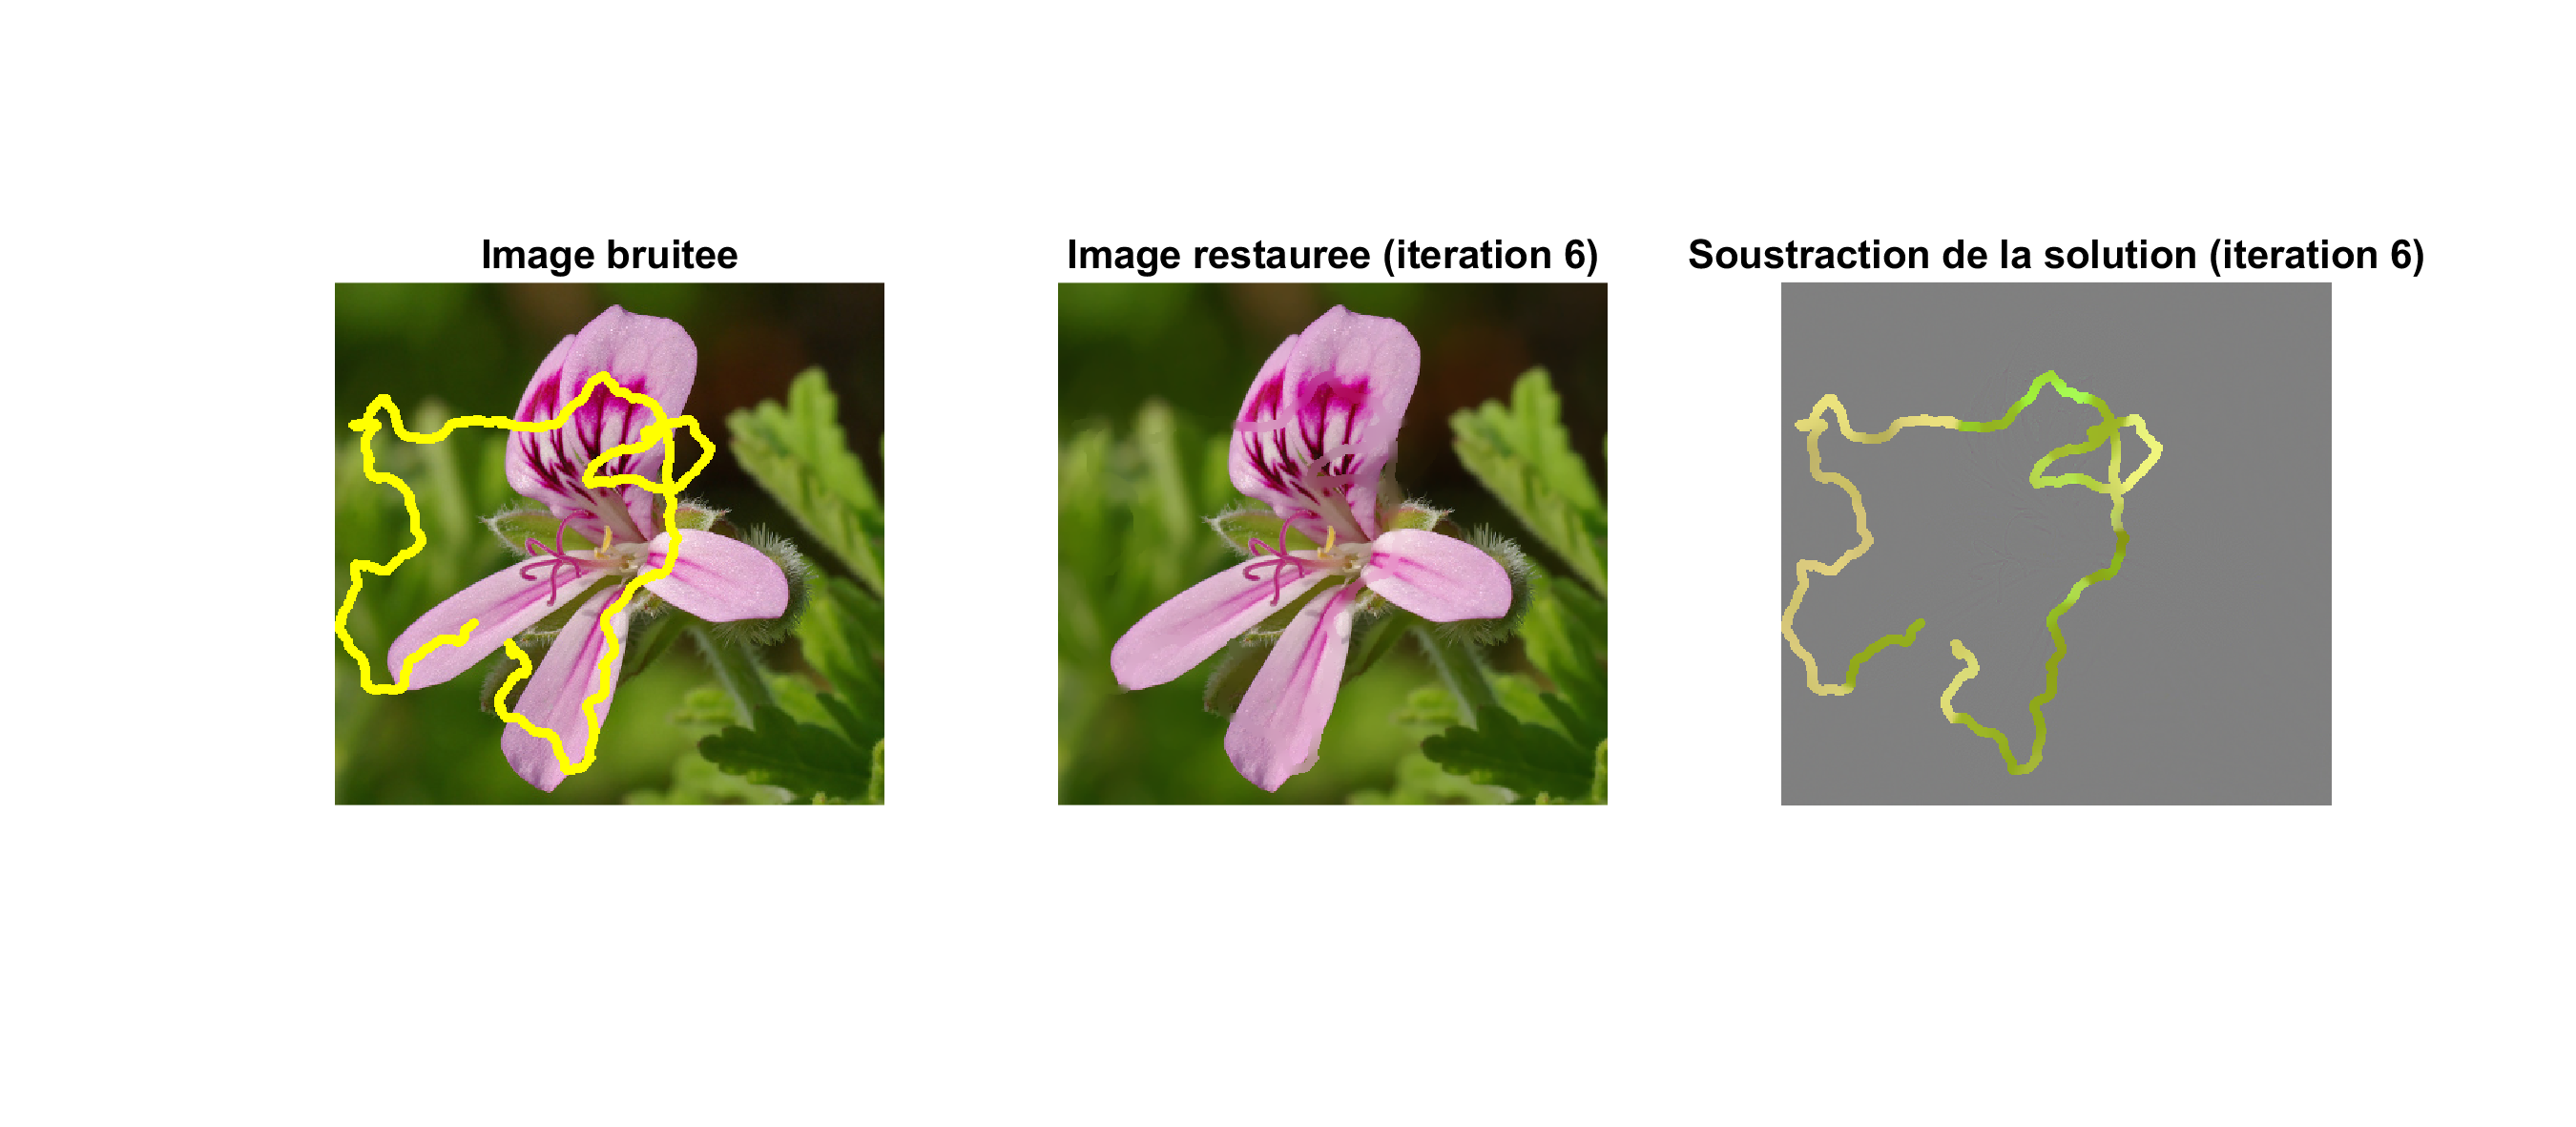 Image bruitee
Image restauree (iteration 6)
Soustraction de la solution (iteration 6)